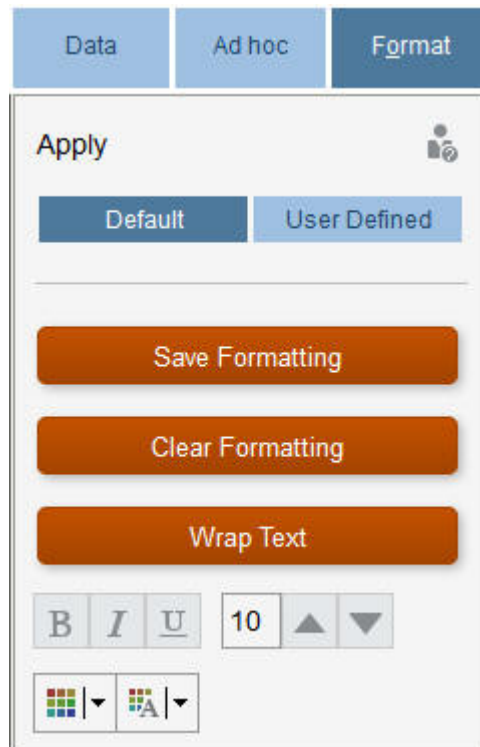 Data Ad hoc Format
Apply
Default User Defined
Save Formatting
Clear Formatting
Wrap Text
B I U 10
A